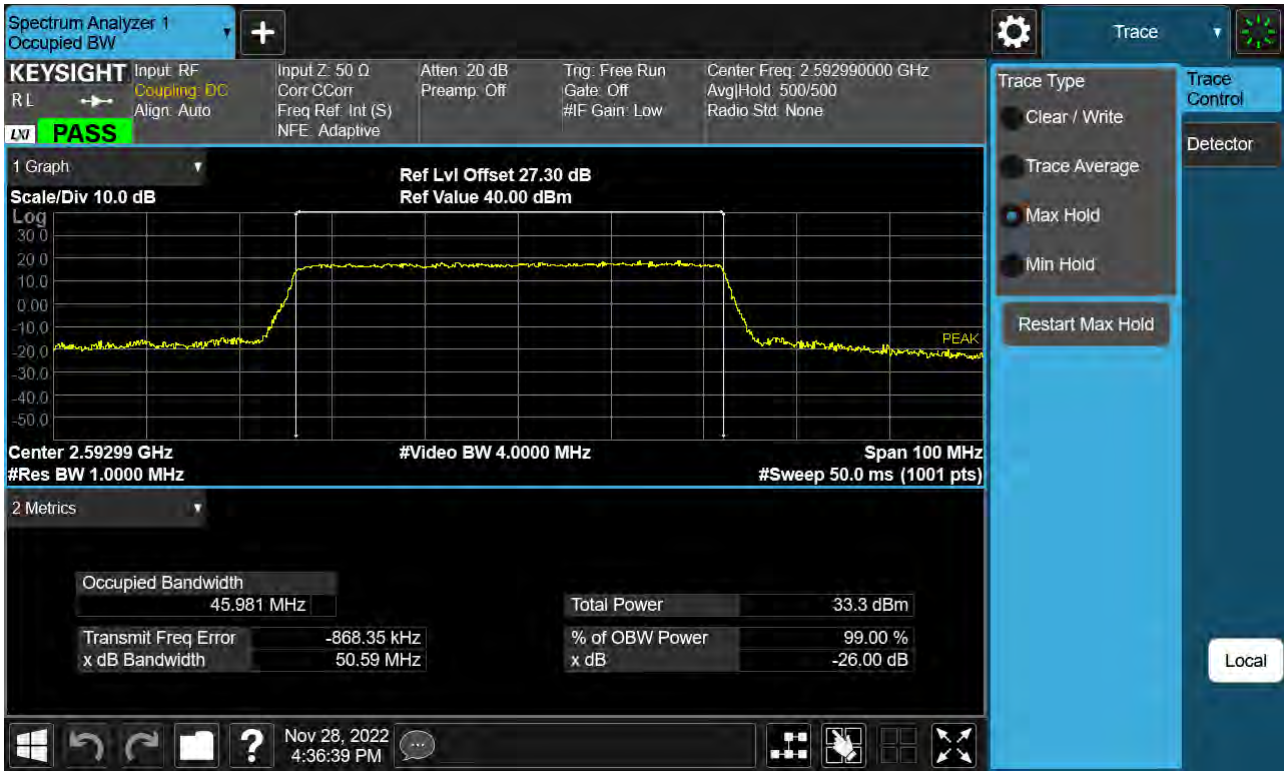 Spectrum Analyzer 1
Occupied BW
+
Trace
KEYSIGHT
RL
LXI
PASS
Input: RF
Coupling: DC
Align: Auto
Input Z: 50 Ω
Corr CCorr
Freq Ref: Int (S)
NFE: Adaptive
Atten: 20 dB
Preamp: Off
Trig: Free Run
Gate: Off
#IF Gain: Low
Center Freq: 2.592990000 GHz
Avg|Hold: 500/500
Radio Std: None
Trace Type
Clear / Write
Trace Average
Max Hold
Min Hold
Restart Max Hold
Trace
Control
Detector
1 Graph
Scale/Div 10.0 dB
Ref Lvl Offset 27.30 dB
Ref Value 40.00 dBm
Log
30.0
20.0
10.0
0.00
-10.0
-20.0
-30.0
-40.0
-50.0
PEAK
Center 2.59299 GHz
#Video BW 4.0000 MHz
Span 100 MHz
#Res BW 1.0000 MHz
#Sweep 50.0 ms (1001 pts)
2 Metrics
Occupied Bandwidth
45.981 MHz
Total Power 33.3 dBm
Transmit Freq Error -868.35 kHz
% of OBW Power 99.00 %
x dB Bandwidth 50.59 MHz
x dB -26.00 dB
Local
?
Nov 28, 2022
4:36:39 PM